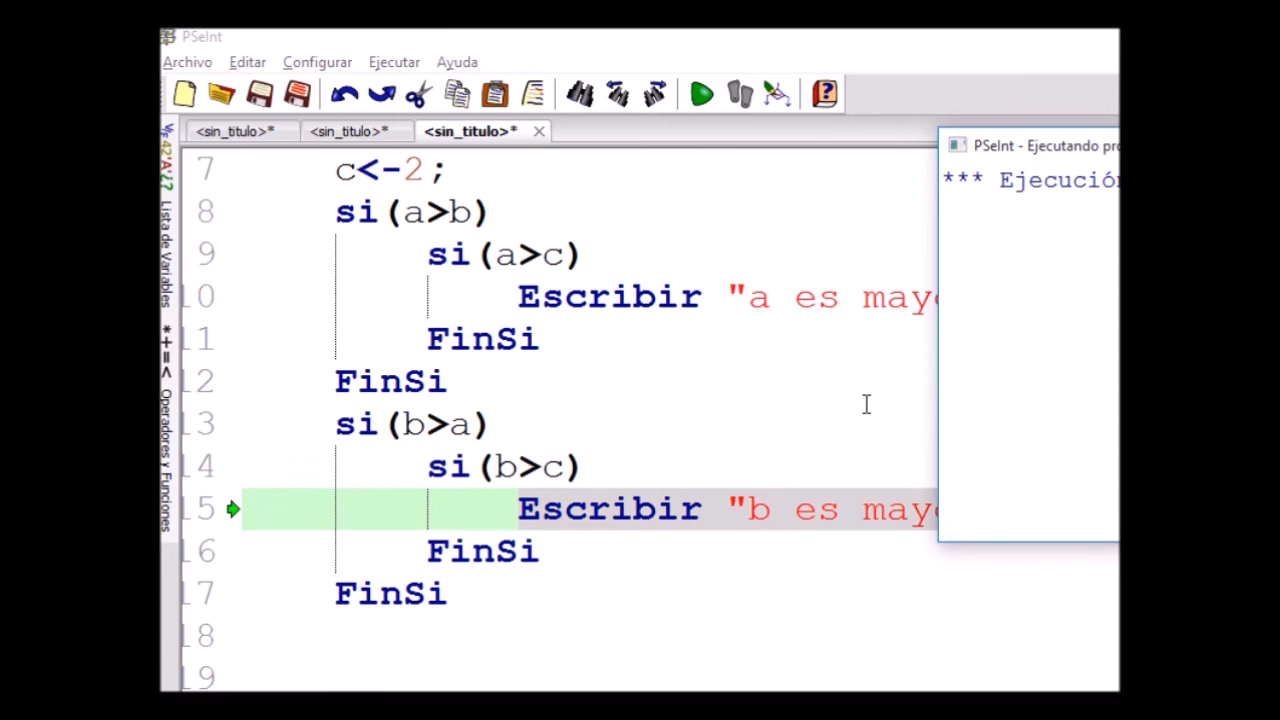 PSeInt
Archivo Editar Configurar Ejecutar Ayuda
<sin_titulo>* <sin_titulo>* <sin_titulo>*
Lista de Variables
*+=< Operadores y Funciones
7 c<-2;
8 si(a>b)
9 si(a>c)
10 Escribir "a es mayo
11 FinSi
12 FinSi
13 si(b>a)
14 si(b>c)
15 Escribir "b es mayo
16 FinSi
17 FinSi
18
19
PSeInt - Ejecutando pro
*** Ejecución